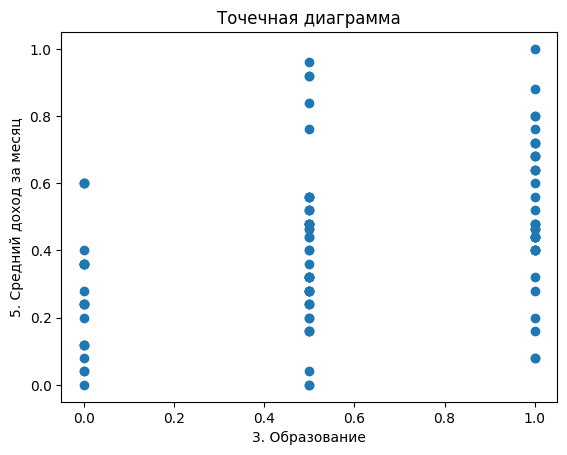 Точечная диаграмма
1.0
0.8
0.6
0.4
0.2
0.0
5. Средний доход за месяц
0.0 0.2 0.4 0.6 0.8 1.0
3. Образование